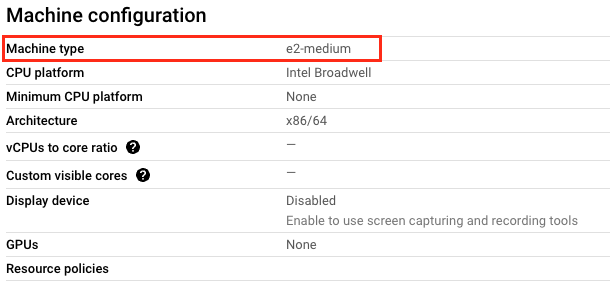 Machine configuration
Machine type e2-medium
CPU platform Intel Broadwell
Minimum CPU platform None
Architecture x86/64
vCPUs to core ratio ? —
Custom visible cores ? —
Display device Disabled
Enable to use screen capturing and recording tools
GPUs None
Resource policies